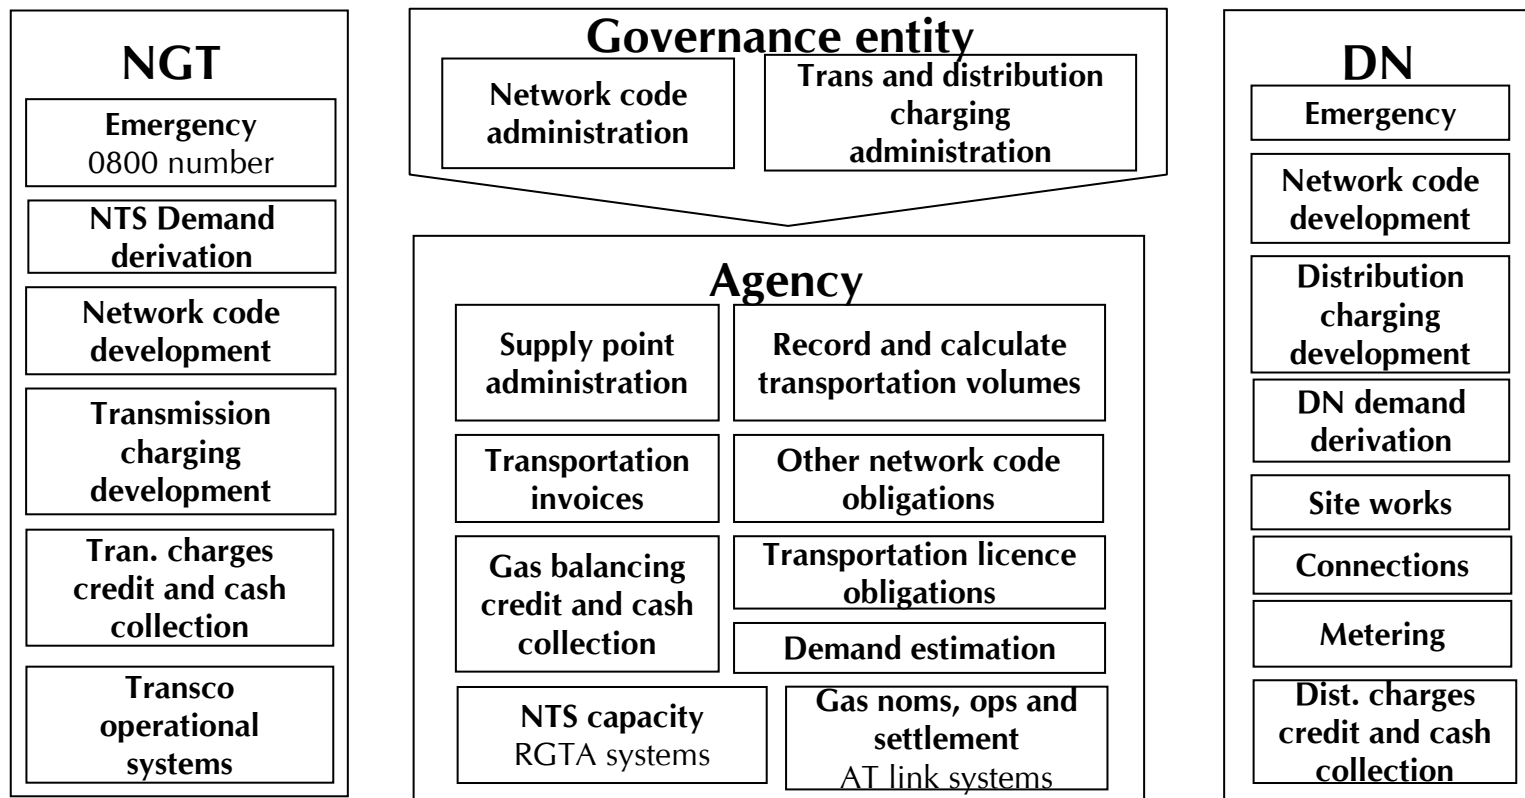 NGT
Emergency
0800 number
NTS Demand
derivation
Network code
development
Transmission
charging
development
Tran. charges
credit and cash
collection
Transco
operational
systems
Governance entity
Network code
administration
Trans and distribution
charging
administration
Agency
Supply point
administration
Record and calculate
transportation volumes
Transportation
invoices
Other network code
obligations
Gas balancing
credit and cash
collection
Transportation licence
obligations
Demand estimation
NTS capacity
RGTA systems
Gas noms, ops and
settlement
AT link systems
DN
Emergency
Network code
development
Distribution
charging
development
DN demand
derivation
Site works
Connections
Metering
Dist. charges
credit and cash
collection